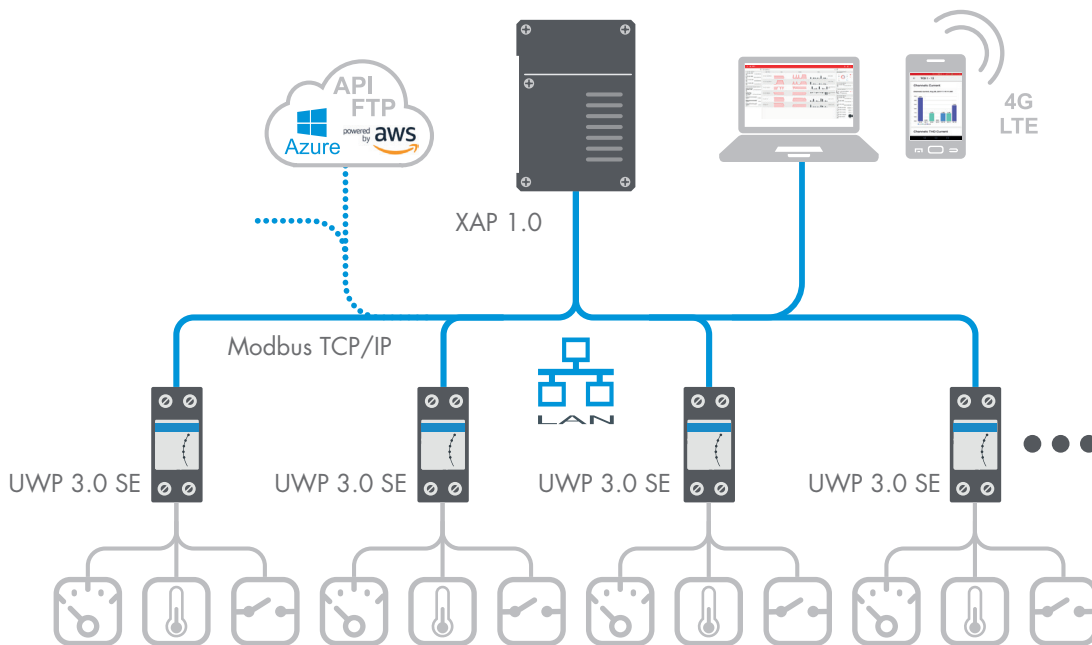 API
FTP
Azure
powered by aws
4G
LTE
XAP 1.0
Modbus TCP/IP
LAN
UWP 3.0 SE
UWP 3.0 SE
UWP 3.0 SE
UWP 3.0 SE